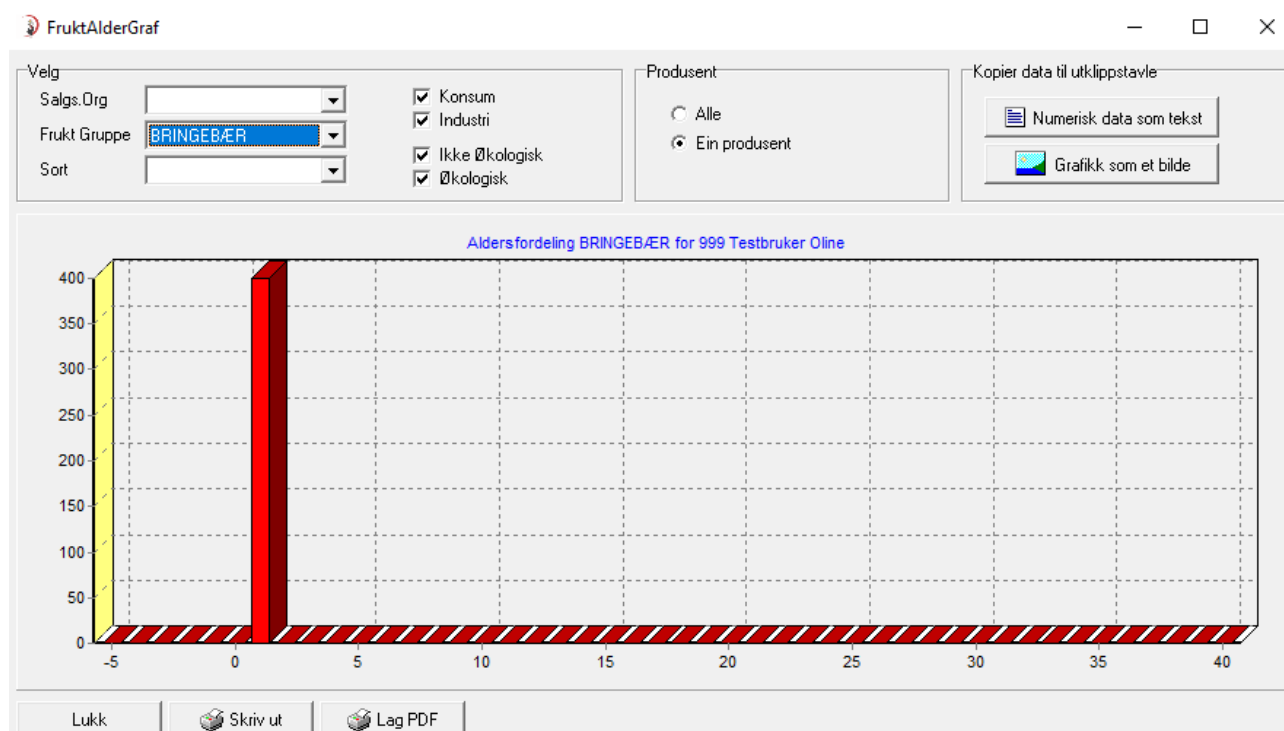 FruktAlderGraf
Velg
Salgs.Org
Frukt Gruppe BRINGEBÆR
Sort
Konsum
Industri
Ikke Økologisk
Økologisk
Produsent
Alle
Ein produsent
Kopier data til utklippstavle
Numerisk data som tekst
Grafikk som et bilde
Aldersfordeling BRINGEBÆR for 999 Testbruker Oline
400
350
300
250
200
150
100
50
0
-5 0 5 10 15 20 25 30 35 40
Lukk Skriv ut Lag PDF